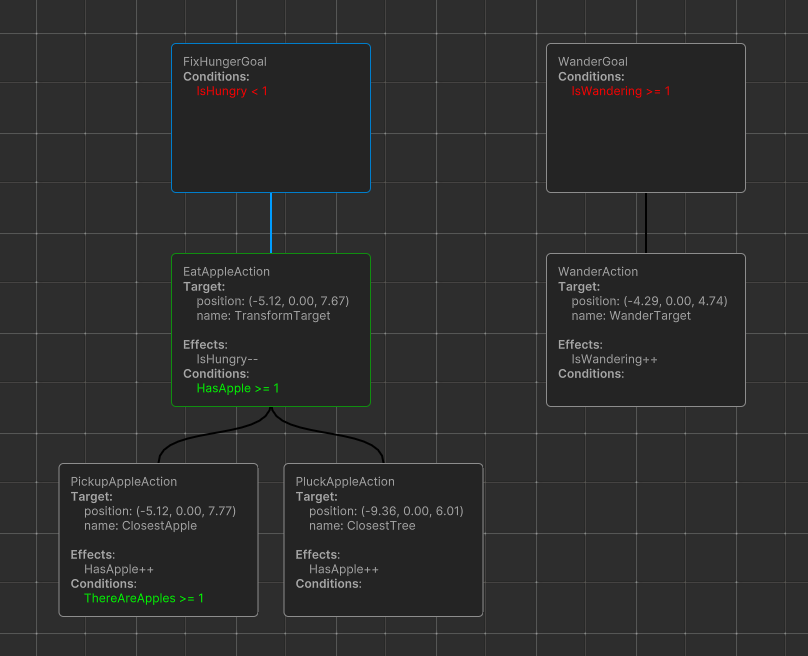 FixHungerGoal
Conditions:
IsHungry < 1
WanderGoal
Conditions:
IsWandering >= 1
EatAppleAction
Target:
position: (-5.12, 0.00, 7.67)
name: TransformTarget
Effects:
IsHungry--
Conditions:
HasApple >= 1
WanderAction
Target:
position: (-4.29, 0.00, 4.74)
name: WanderTarget
Effects:
IsWandering++
Conditions:
PickupAppleAction
Target:
position: (-5.12, 0.00, 7.77)
name: ClosestApple
Effects:
HasApple++
Conditions:
ThereAreApples >= 1
PluckAppleAction
Target:
position: (-9.36, 0.00, 6.01)
name: ClosestTree
Effects:
HasApple++
Conditions: